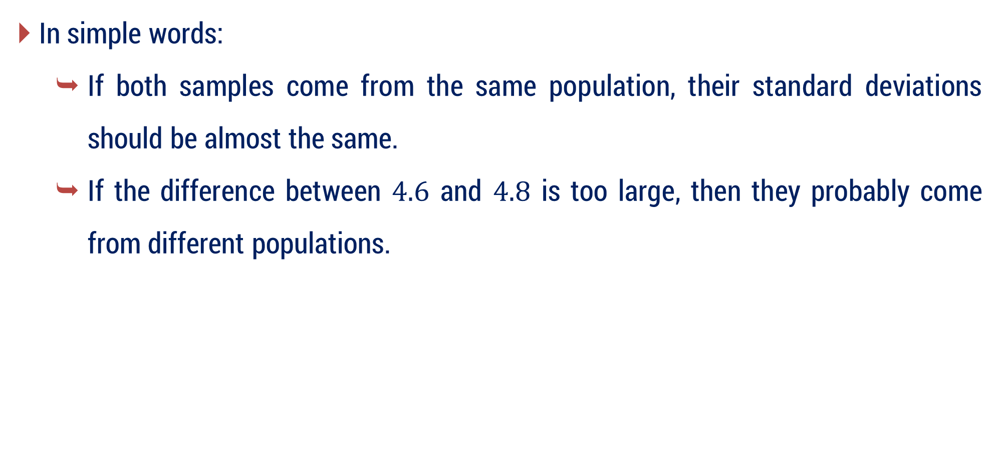 In simple words:
If both samples come from the same population, their standard deviations
should be almost the same.
If the difference between 4.6 and 4.8 is too large, then they probably come
from different populations.